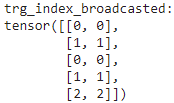 trg_index_broadcasted:
tensor([[0, 0],
        [1, 1],
        [0, 0],
        [1, 1],
        [2, 2]])